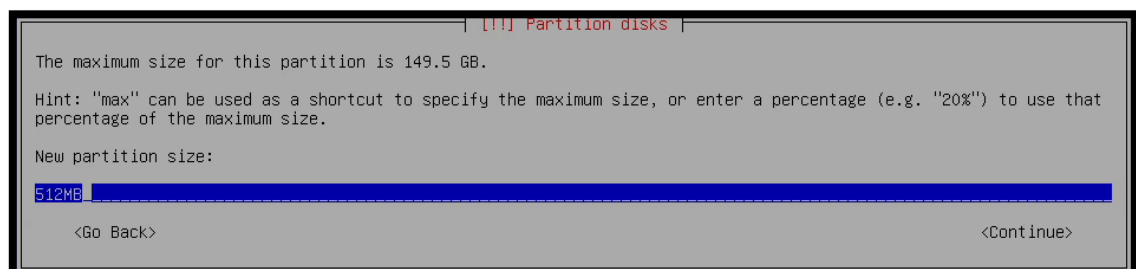 [!!] Partition disks
The maximum size for this partition is 149.5 GB.
Hint: "max" can be used as a shortcut to specify the maximum size, or enter a percentage (e.g. "20%") to use that
percentage of the maximum size.
New partition size:
512MB
<Go Back> <Continue>